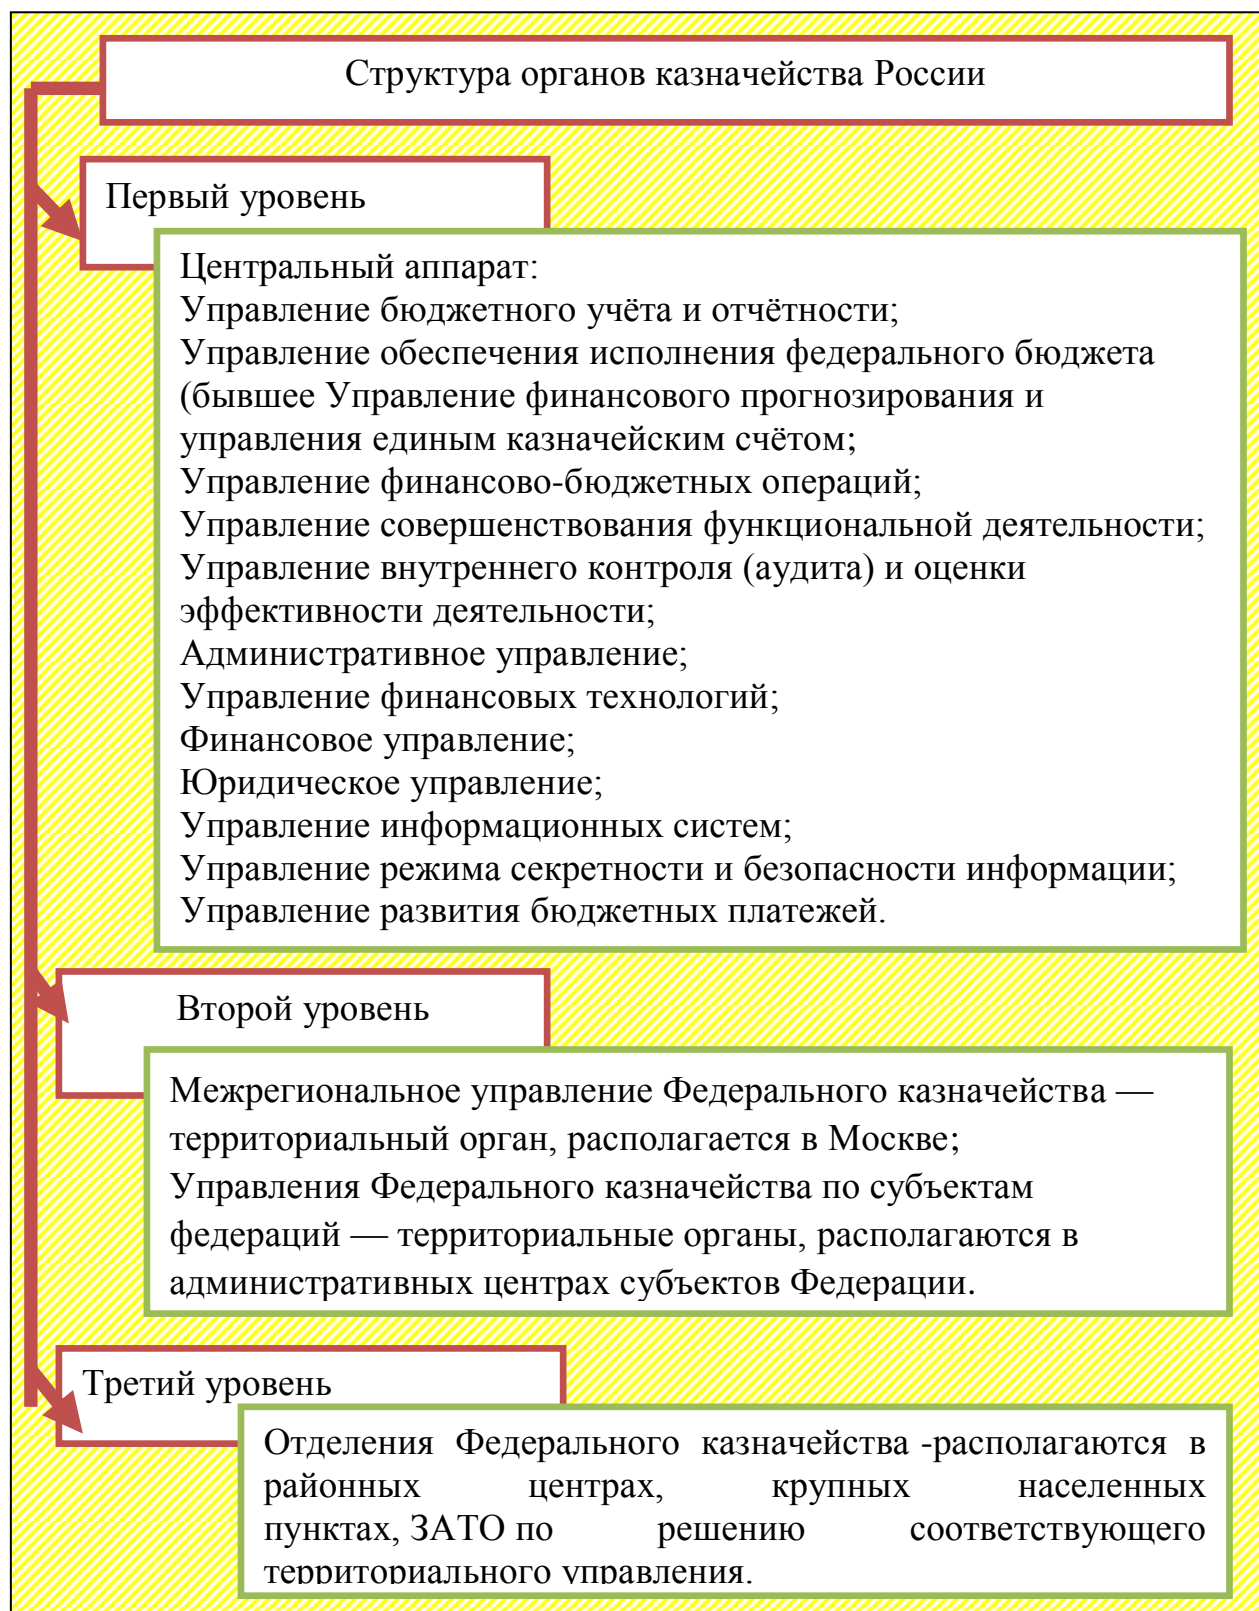 Структура органов казначейства России
Первый уровень
Центральный аппарат:
Управление бюджетного учёта и отчётности;
Управление обеспечения исполнения федерального бюджета
(бывшее Управление финансового прогнозирования и
управления единым казначейским счётом;
Управление финансово-бюджетных операций;
Управление совершенствования функциональной деятельности;
Управление внутреннего контроля (аудита) и оценки
эффективности деятельности;
Административное управление;
Управление финансовых технологий;
Финансовое управление;
Юридическое управление;
Управление информационных систем;
Управление режима секретности и безопасности информации;
Управление развития бюджетных платежей.
Второй уровень
Межрегиональное управление Федерального казначейства —
территориальный орган, располагается в Москве;
Управления Федерального казначейства по субъектам
федераций — территориальные органы, располагаются в
административных центрах субъектов Федерации.
Третий уровень
Отделения Федерального казначейства -располагаются в
районных центрах, крупных населенных
пунктах, ЗАТО по решению соответствующего
территориального управления.